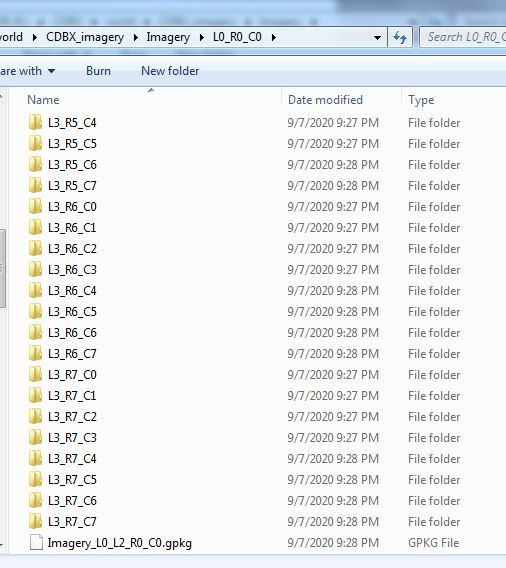 world ▸ CDBX_imagery ▸ Imagery ▸ L0_R0_C0 ▸ Search L0_R0_C
are with Burn New folder
Name Date modified Type
L3_R5_C4 9/7/2020 9:27 PM File folder
L3_R5_C5 9/7/2020 9:27 PM File folder
L3_R5_C6 9/7/2020 9:28 PM File folder
L3_R5_C7 9/7/2020 9:28 PM File folder
L3_R6_C0 9/7/2020 9:27 PM File folder
L3_R6_C1 9/7/2020 9:27 PM File folder
L3_R6_C2 9/7/2020 9:27 PM File folder
L3_R6_C3 9/7/2020 9:27 PM File folder
L3_R6_C4 9/7/2020 9:28 PM File folder
L3_R6_C5 9/7/2020 9:28 PM File folder
L3_R6_C6 9/7/2020 9:28 PM File folder
L3_R6_C7 9/7/2020 9:28 PM File folder
L3_R7_C0 9/7/2020 9:27 PM File folder
L3_R7_C1 9/7/2020 9:27 PM File folder
L3_R7_C2 9/7/2020 9:27 PM File folder
L3_R7_C3 9/7/2020 9:27 PM File folder
L3_R7_C4 9/7/2020 9:28 PM File folder
L3_R7_C5 9/7/2020 9:28 PM File folder
L3_R7_C6 9/7/2020 9:28 PM File folder
L3_R7_C7 9/7/2020 9:28 PM File folder
Imagery_L0_L2_R0_C0.gpkg 9/7/2020 9:28 PM GPKG File